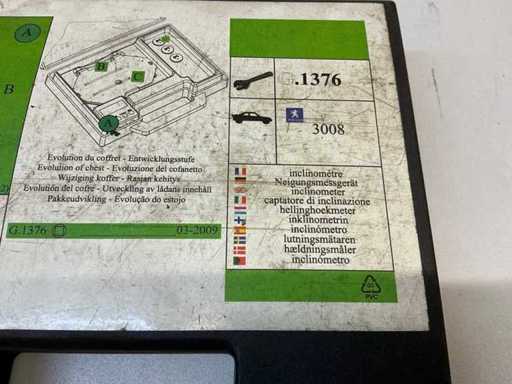 A
B
B
C
A
Evolution du coffret - Entwicklungsstufe
Evolution of chest - Evoluzione del cofanetto
Wijziging koffer - Rasian kehitys
Evolución del cofre - Utveckling av lådans innehåll
Pakkeudvikling - Evolução do estojo
G.1376
03-2009
G.1376
3008
inclinomètre
Neigungsmessgerät
inclinometer
captatore di inclinazione
hellinghoekmeter
inklinometrin
inclinómetro
lutningsmätaren
hældningsmåler
inclinómetro
PVC